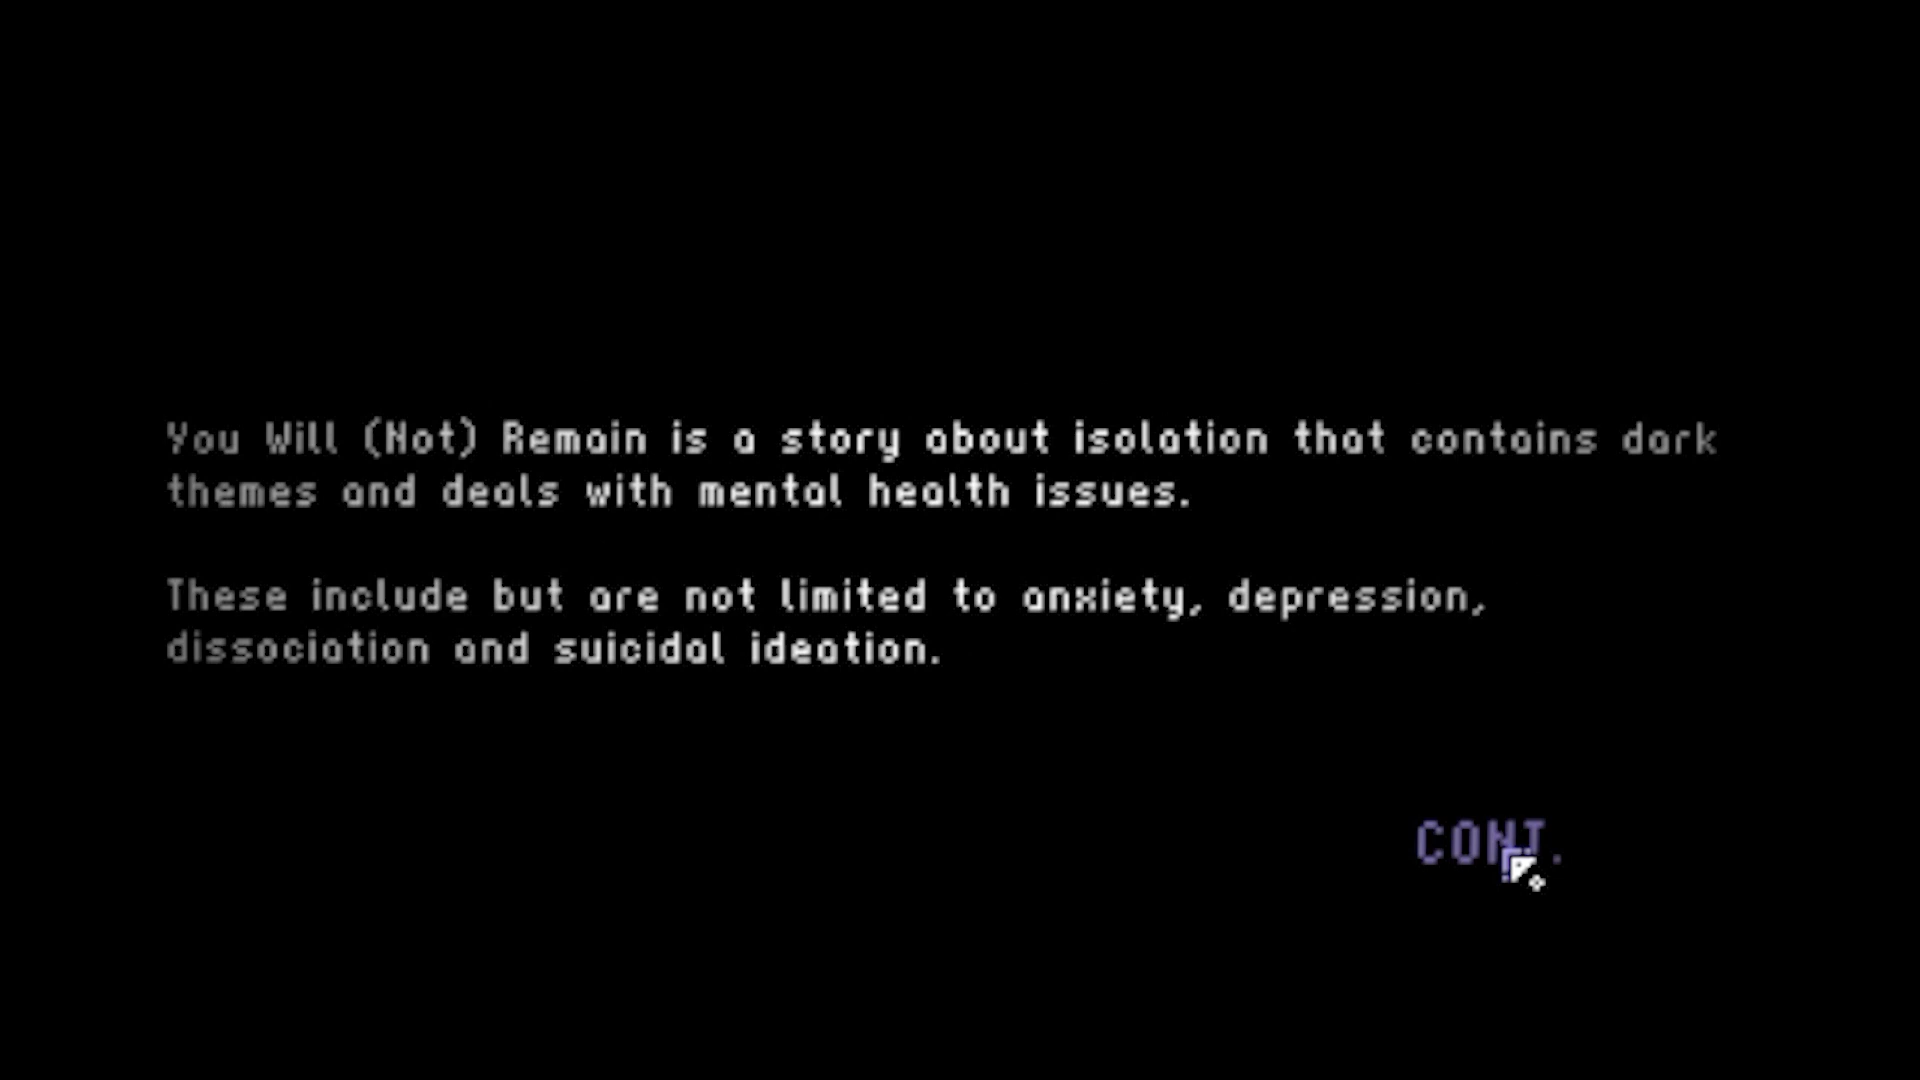 You Will (Not) Remain is a story about isolation that contains dark
themes and deals with mental health issues.
These include but are not limited to anxiety, depression,
dissociation and suicidal ideation.
CONT.